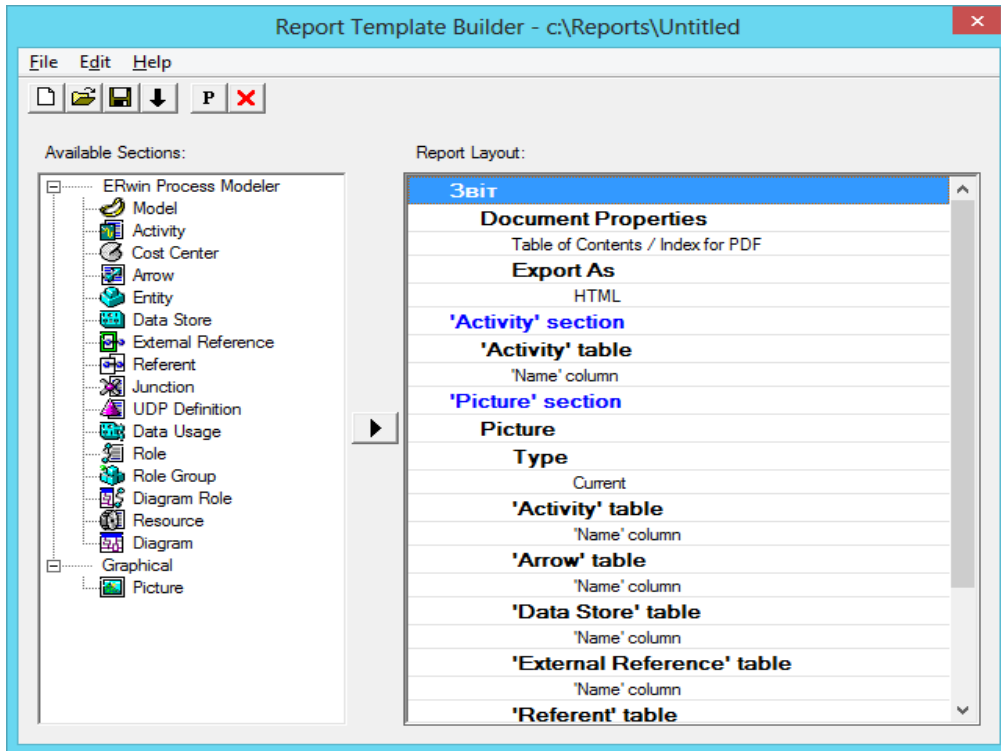 Report Template Builder - c:\Reports\Untitled
File Edit Help
P
Available Sections:
ERwin Process Modeler
Model
Activity
Cost Center
Arrow
Entity
Data Store
External Reference
Referent
Junction
UDP Definition
Data Usage
Role
Role Group
Diagram Role
Resource
Diagram
Graphical
Picture
Report Layout:
Звіт
Document Properties
Table of Contents / Index for PDF
Export As
HTML
'Activity' section
'Activity' table
'Name' column
'Picture' section
Picture
Type
Current
'Activity' table
'Name' column
'Arrow' table
'Name' column
'Data Store' table
'Name' column
'External Reference' table
'Name' column
'Referent' table